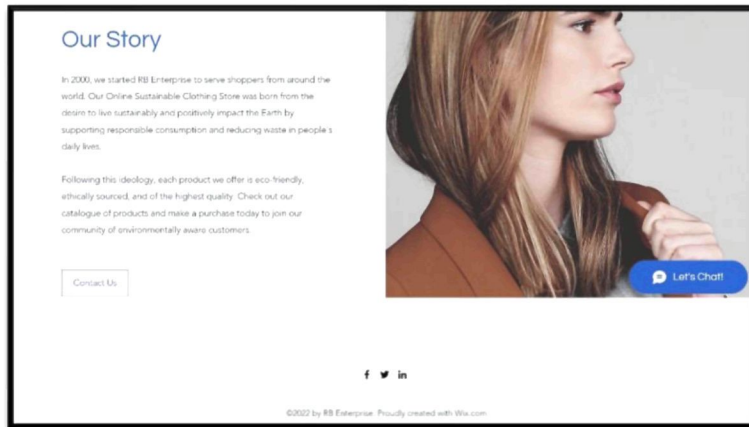 Our Story
In 2000, we started RB Enterprise to serve shoppers from around the
world. Our Online Sustainable Clothing Store was born from the
desire to live sustainably and positively impact the Earth by
supporting responsible consumption and reducing waste in people's
daily lives.
Following this ideology, each product we offer is eco-friendly,
ethically sourced, and of the highest quality. Check out our
catalogue of products and make a purchase today to join our
community of environmentally aware customers.
Contact Us
Let's Chat!
©2022 by RB Enterprise. Proudly created with Wix.com